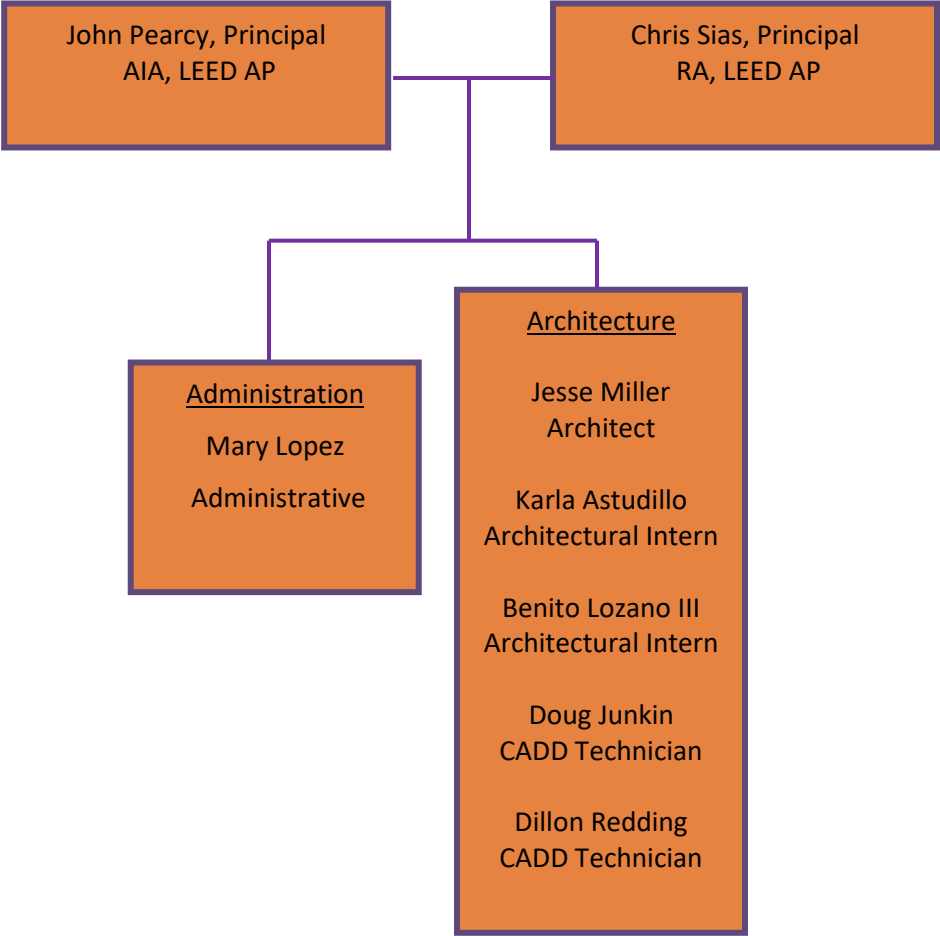 John Pearcy, Principal
AIA, LEED AP
Chris Sias, Principal
RA, LEED AP
Administration
Mary Lopez
Administrative
Architecture
Jesse Miller
Architect
Karla Astudillo
Architectural Intern
Benito Lozano III
Architectural Intern
Doug Junkin
CADD Technician
Dillon Redding
CADD Technician